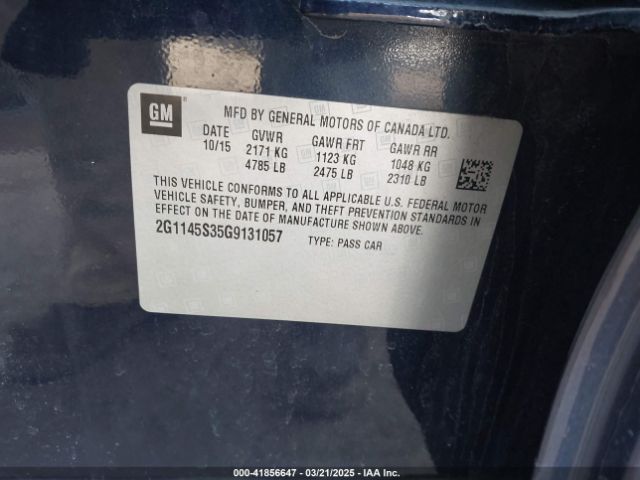 GM
MFD BY GENERAL MOTORS OF CANADA LTD.
DATE GVWR GAWR FRT GAWR RR
10/15 2171 KG 1123 KG 1048 KG
4785 LB 2475 LB 2310 LB
THIS VEHICLE CONFORMS TO ALL APPLICABLE U.S. FEDERAL MOTOR
VEHICLE SAFETY, BUMPER, AND THEFT PREVENTION STANDARDS IN
EFFECT ON THE DATE OF MANUFACTURE SHOWN ABOVE.
2G1145S35G9131057 TYPE: PASS CAR
000-41856647 - 03/21/2025 - IAA Inc.